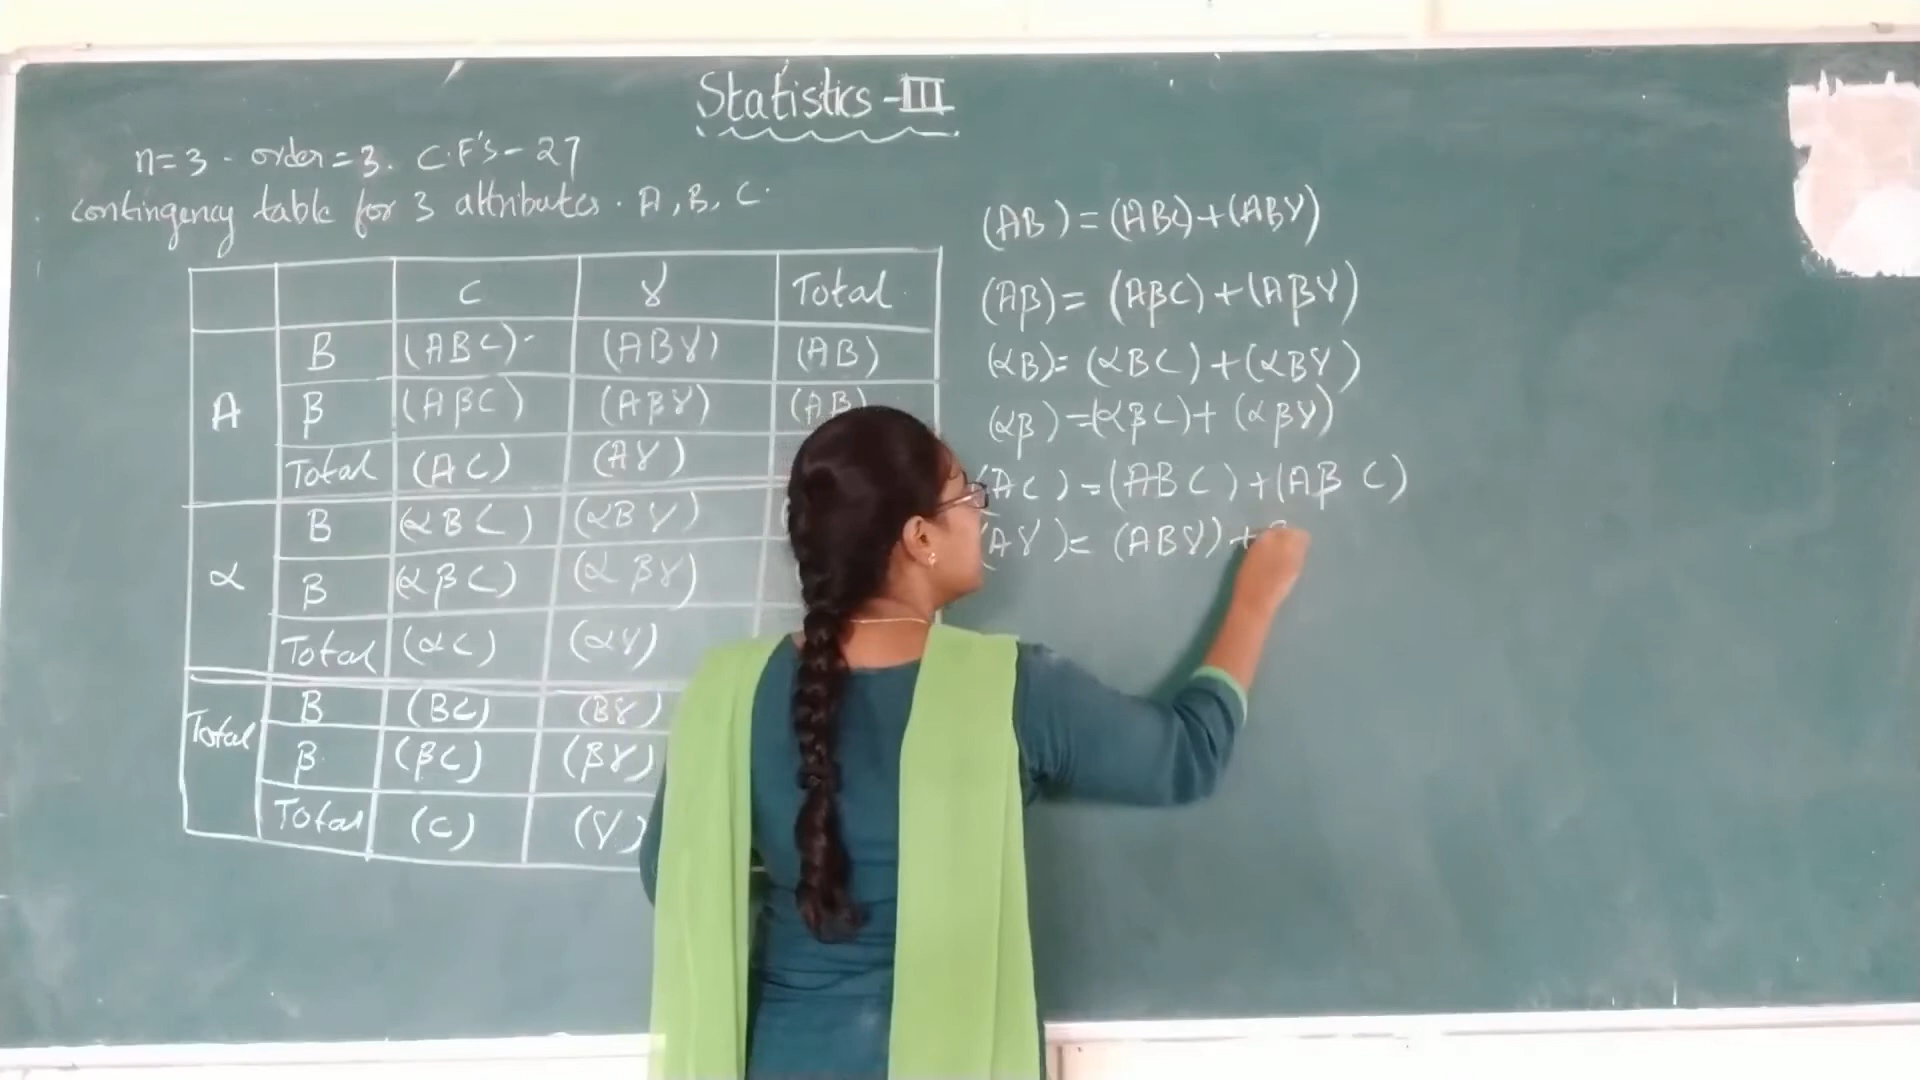 Statistics-III
n=3 - order=3. C.F's-27
contingency table for 3 attributes. A, B, C.
C γ Total
A B (ABC) (ABγ) (AB)
β (AβC) (Aβγ) (AB)
Total (AC) (Aγ)
α B (αBC) (αBγ)
B (αβC) (αβγ)
Total (αC) (αγ)
Total B (BC) (Bγ)
β (βC) (βγ)
Total (C) (γ)
(AB) = (ABC)+(ABγ)
(Aβ) = (AβC)+(Aβγ)
(αB) = (αBC)+(αBγ)
(αβ) = (αβC)+(αβγ)
(AC) = (ABC)+(AβC)
(Aγ) = (ABγ)+